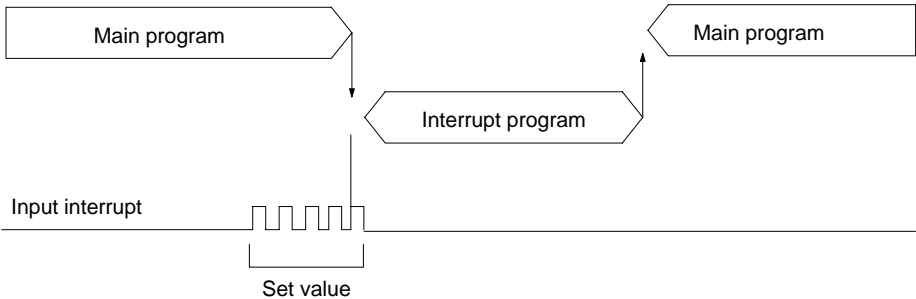 Main program
Main program
Interrupt program
Input interrupt
Set value